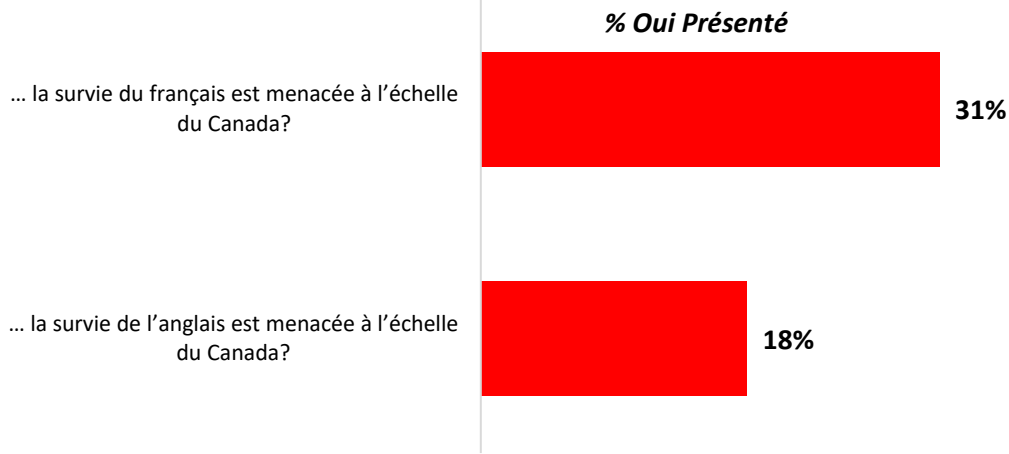 % Oui Présenté
… la survie du français est menacée à l’échelle
du Canada?
31%
… la survie de l’anglais est menacée à l’échelle
du Canada?
18%